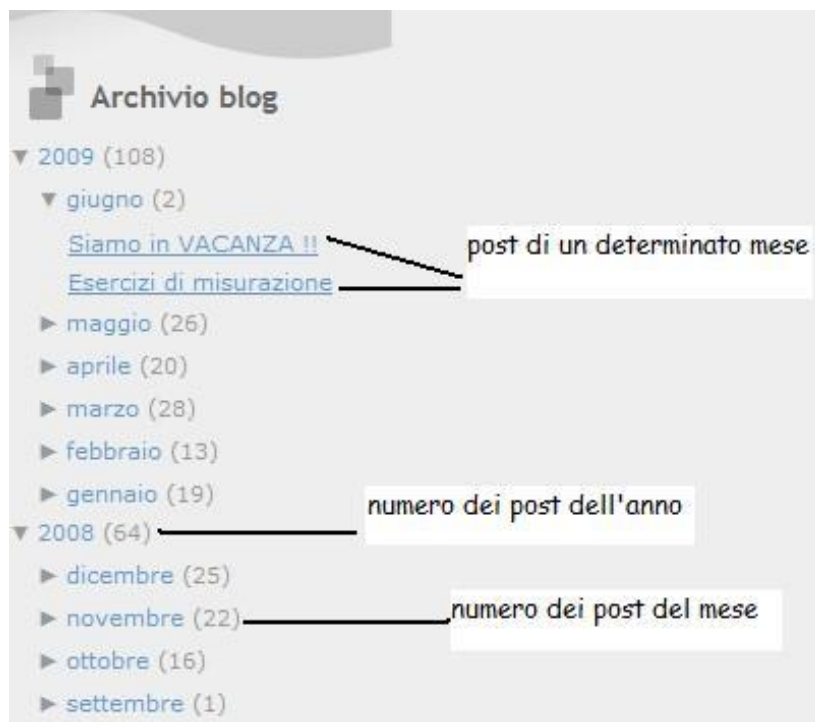 Archivio blog
▼ 2009 (108)
▼ giugno (2)
Siamo in VACANZA !!
post di un determinato mese
Esercizi di misurazione
► maggio (26)
► aprile (20)
► marzo (28)
► febbraio (13)
► gennaio (19)
numero dei post dell'anno
▼ 2008 (64)
► dicembre (25)
► novembre (22)
numero dei post del mese
► ottobre (16)
► settembre (1)